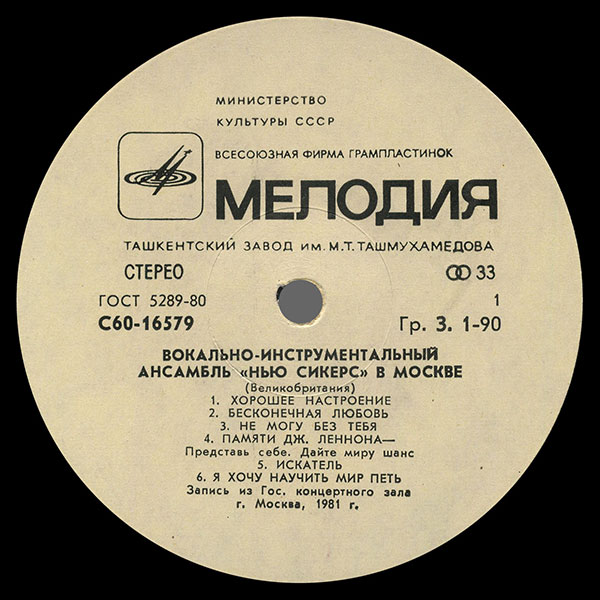 МИНИСТЕРСТВО
КУЛЬТУРЫ СССР
ВСЕСОЮЗНАЯ ФИРМА ГРАМПЛАСТИНОК
МЕЛОДИЯ
ТАШКЕНТСКИЙ ЗАВОД ИМ. М.Т. ТАШМУХАМЕДОВА
СТЕРЕО 33
ГОСТ 5289-80 1
С60-16579 Гр. 3. 1-90
ВОКАЛЬНО-ИНСТРУМЕНТАЛЬНЫЙ
АНСАМБЛЬ «НЬЮ СИКЕРС» В МОСКВЕ
(Великобритания)
1. ХОРОШЕЕ НАСТРОЕНИЕ
2. БЕСКОНЕЧНАЯ ЛЮБОВЬ
3. НЕ МОГУ БЕЗ ТЕБЯ
4. ПАМЯТИ ДЖ. ЛЕННОНА—
Представь себе. Дайте миру шанс
5. ИСКАТЕЛЬ
6. Я ХОЧУ НАУЧИТЬ МИР ПЕТЬ
Запись из Гос. концертного зала
г. Москва, 1981 г.